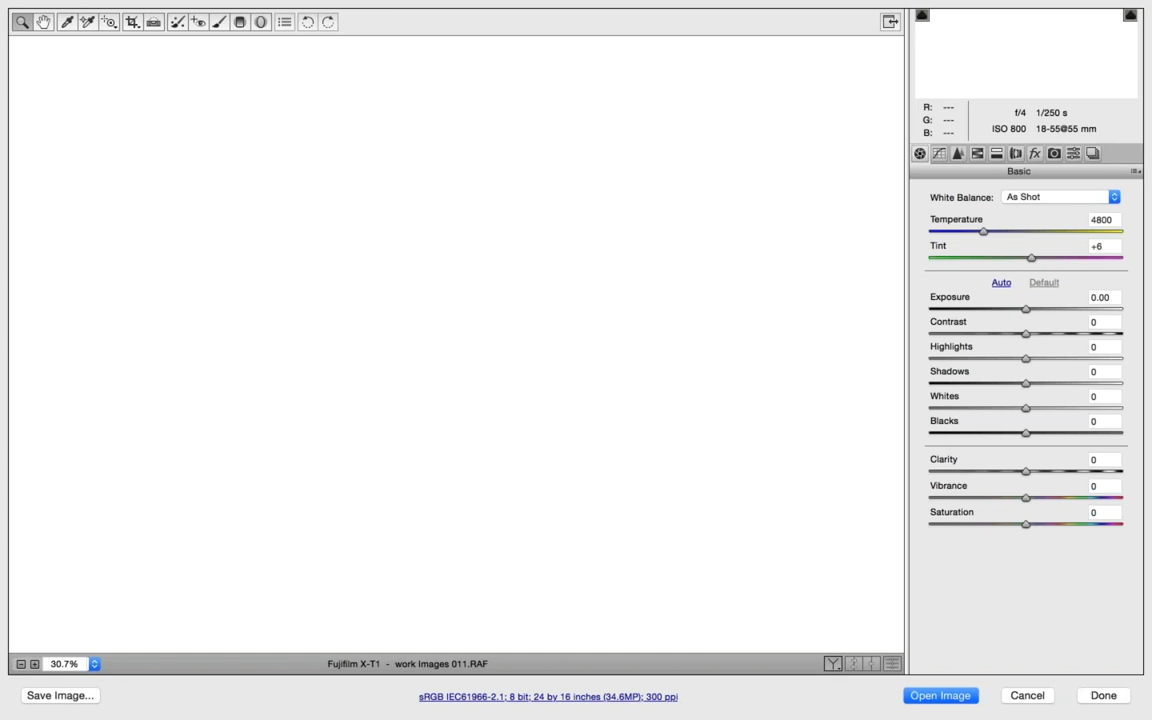 R: ---
G: ---
B: ---
f/4 1/250 s
ISO 800 18-55@55 mm
fx
Basic
White Balance: As Shot
Temperature 4800
Tint +6
Auto Default
Exposure 0.00
Contrast 0
Highlights 0
Shadows 0
Whites 0
Blacks 0
Clarity 0
Vibrance 0
Saturation 0
30.7% Fujifilm X-T1 - work Images 011.RAF Y
Save Image... sRGB IEC61966-2.1; 8 bit; 24 by 16 inches (34.6MP); 300 ppi Open Image Cancel Done